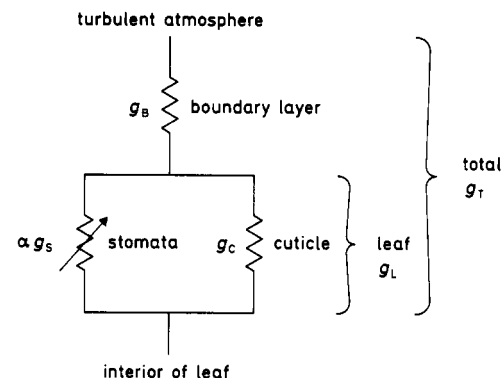 turbulent atmosphere
g_B boundary layer
total
g_T
α g_S stomata
g_C cuticle
leaf
g_L
interior of leaf